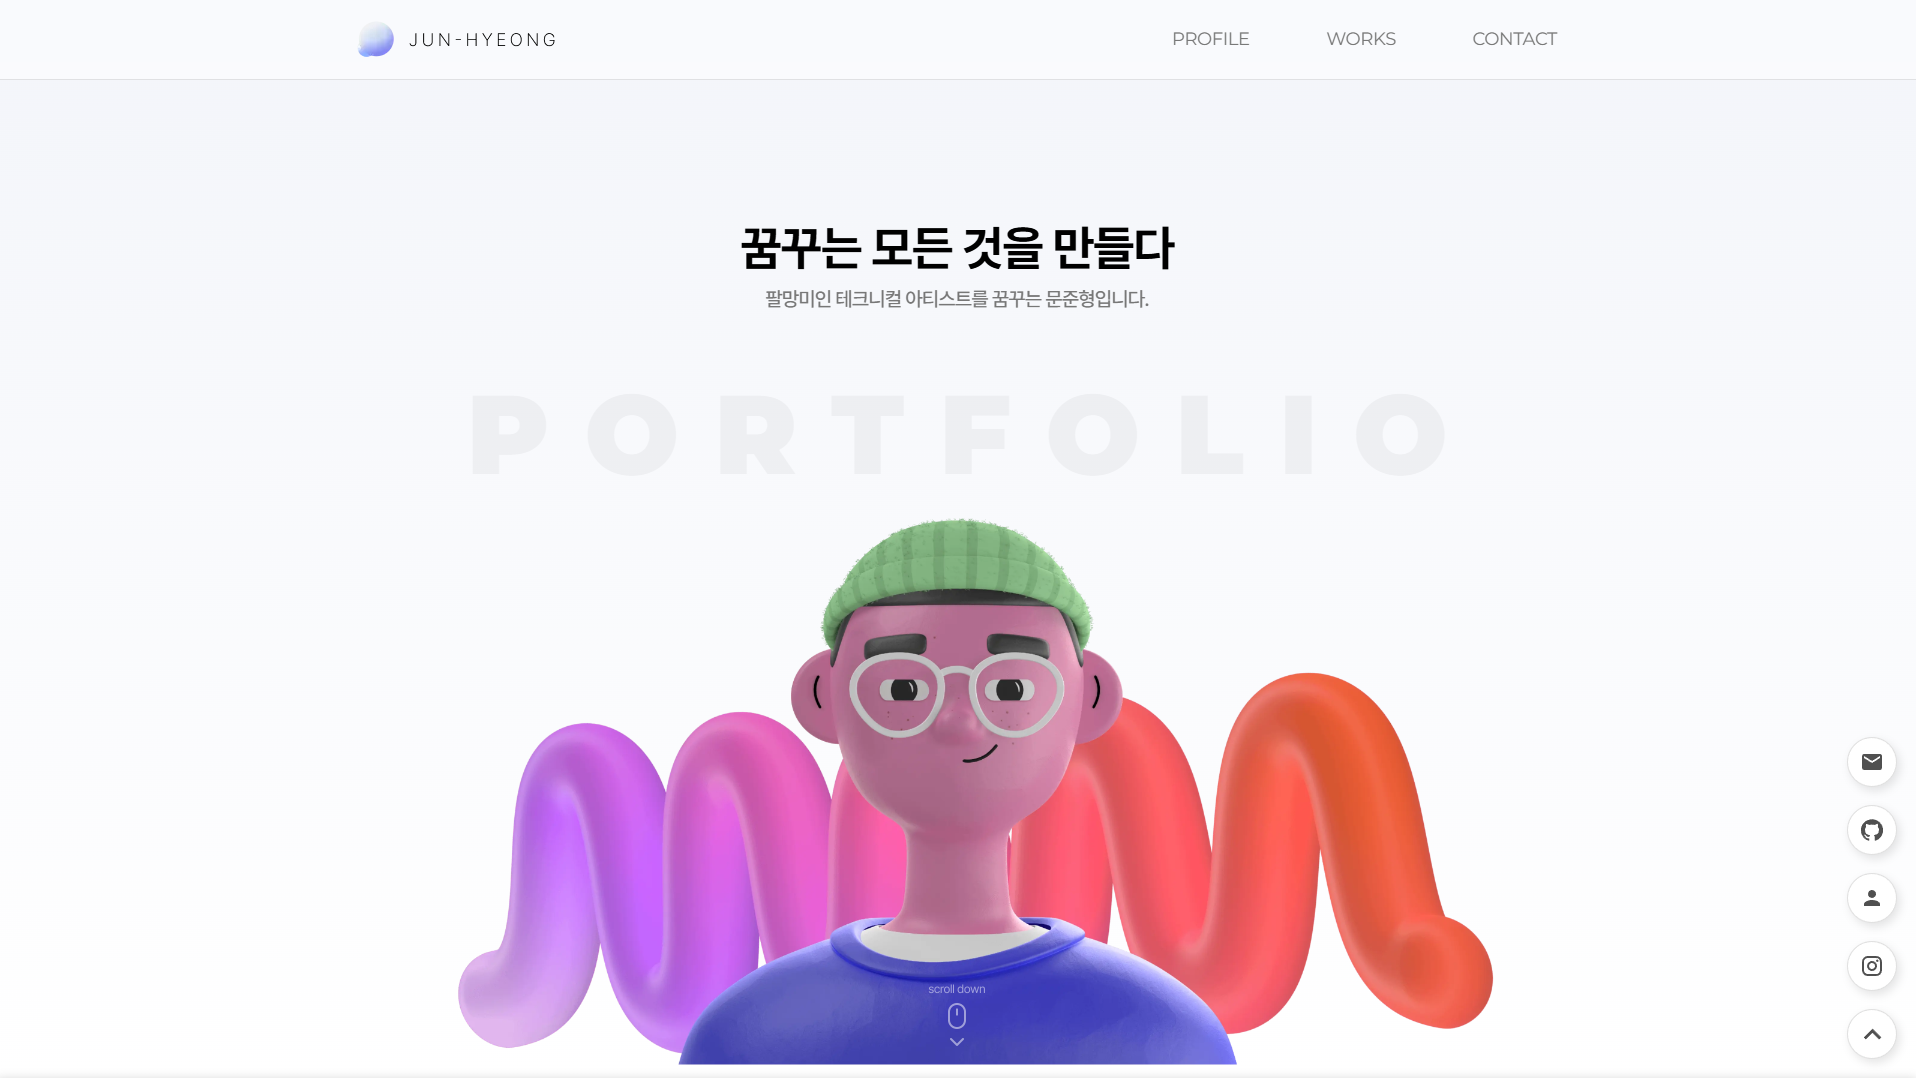 JUN-HYEONG
PROFILE
WORKS
CONTACT
꿈꾸는 모든 것을 만들다
팔망미인 테크니컬 아티스트를 꿈꾸는 문준형입니다.
PORTFOLIO
scroll down